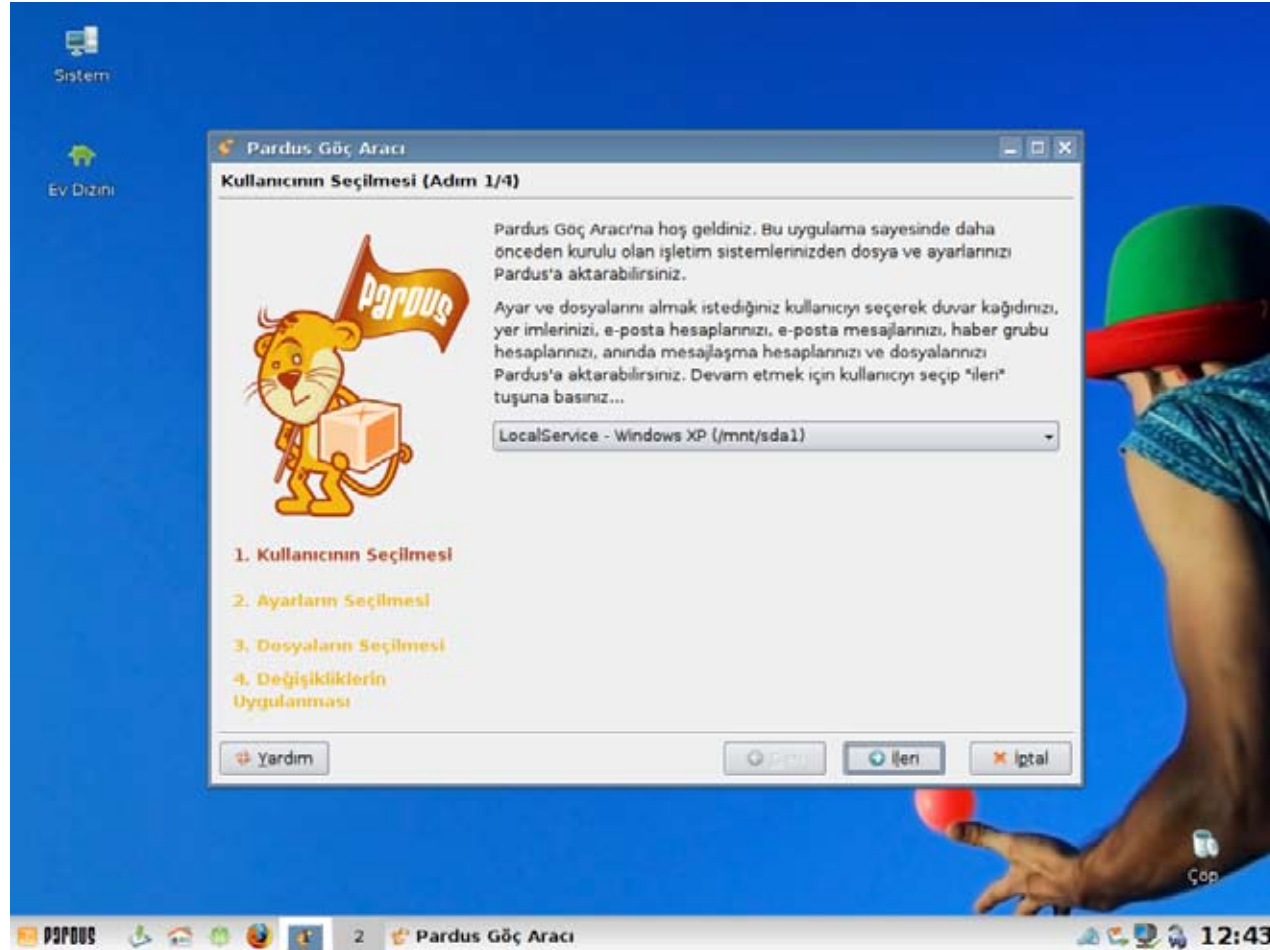 Sistem
Ev Dizini
Pardus Göç Aracı
Kullanıcının Seçilmesi (Adım 1/4)
PARDUS
Pardus Göç Aracı'na hoş geldiniz. Bu uygulama sayesinde daha
önceden kurulu olan işletim sistemlerinizden dosya ve ayarlarınızı
Pardus'a aktarabilirsiniz.
Ayar ve dosyalarını almak istediğiniz kullanıcıyı seçerek duvar kağıdınızı,
yer imlerinizi, e-posta hesaplarınızı, e-posta mesajlarınızı, haber grubu
hesaplarınızı, anında mesajlaşma hesaplarınızı ve dosyalarınızı
Pardus'a aktarabilirsiniz. Devam etmek için kullanıcıyı seçip "ileri"
tuşuna basınız...
LocalService - Windows XP (/mnt/sda1)
1. Kullanıcının Seçilmesi
2. Ayarların Seçilmesi
3. Dosyaların Seçilmesi
4. Değişikliklerin
Uygulanması
Yardım
İleri
İptal
Çöp
PARDUS
2
Pardus Göç Aracı
12:43